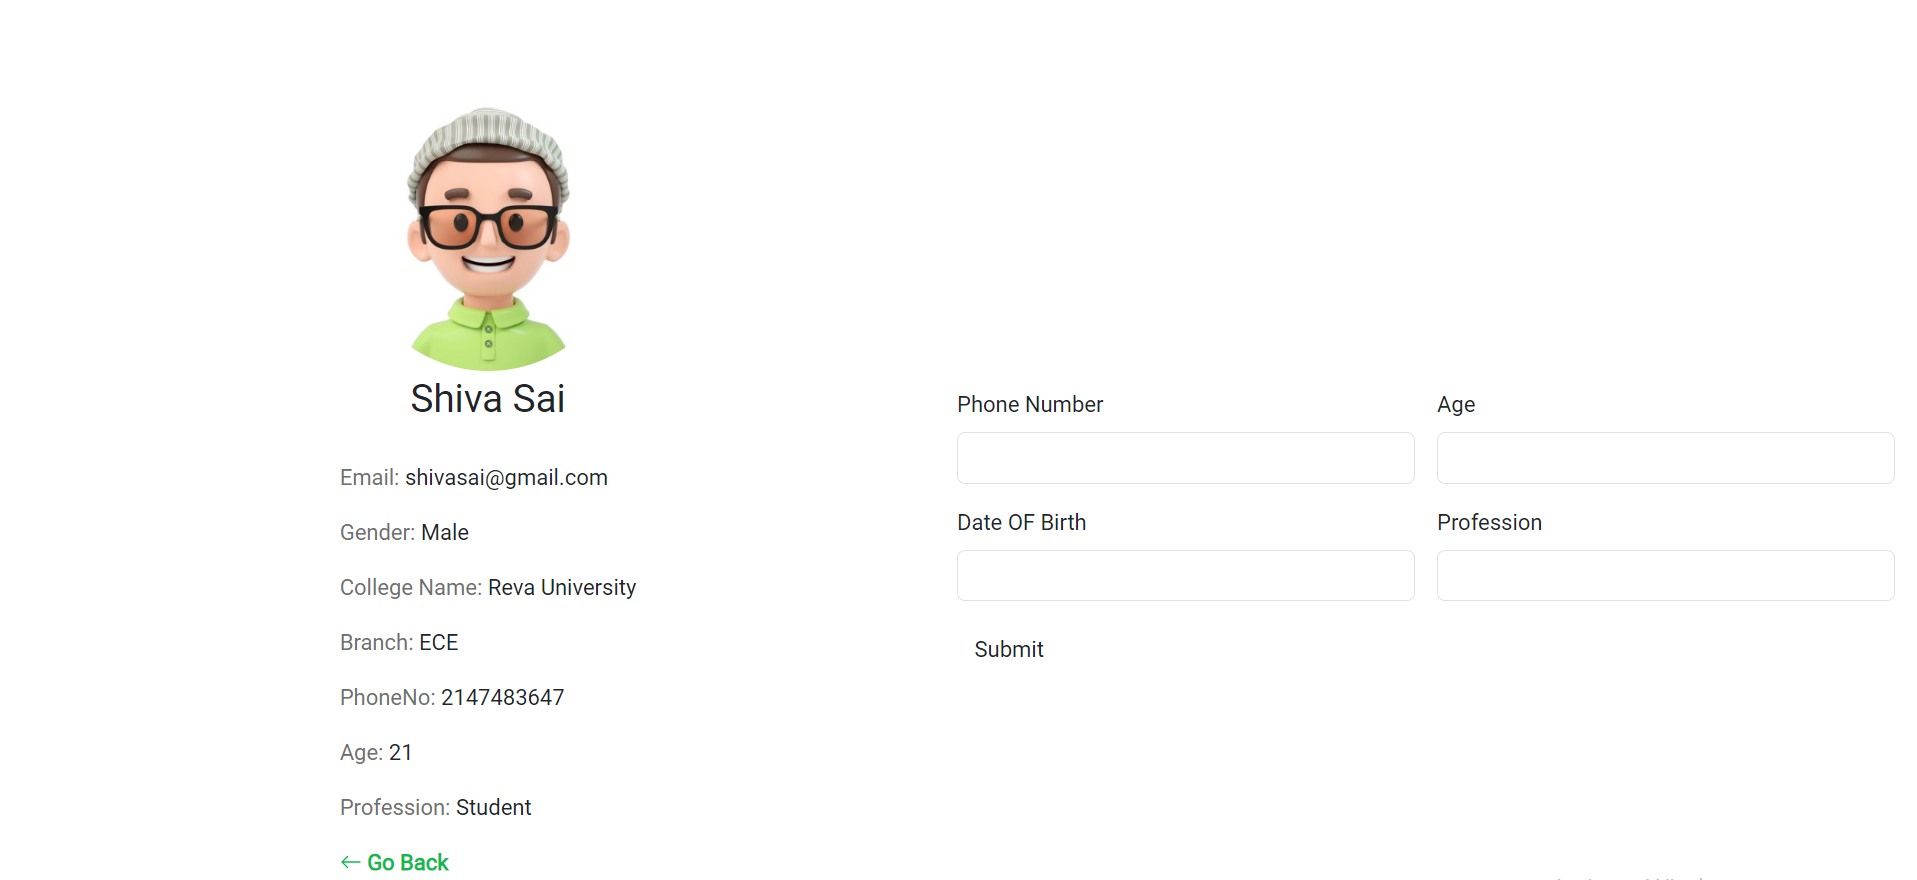 Shiva Sai
Email: shivasai@gmail.com
Gender: Male
College Name: Reva University
Branch: ECE
PhoneNo: 2147483647
Age: 21
Profession: Student
← Go Back
Phone Number
Age
Date OF Birth
Profession
Submit